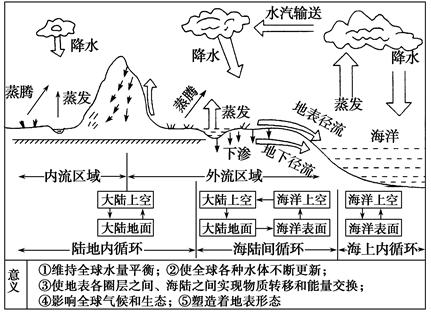 水汽输送
降水
降水
降水
蒸腾
蒸发
蒸腾
蒸发
蒸发
地表径流
海洋
下渗
地下径流
内流区域
外流区域
大陆上空
大陆上空
海洋上空
海洋上空
大陆地面
大陆地面
海洋表面
海洋表面
陆地内循环
海陆间循环
海上内循环
意义
①维持全球水量平衡；②使全球各种水体不断更新；
③使地表各圈层之间、海陆之间实现物质转移和能量交换；
④影响全球气候和生态；⑤塑造着地表形态